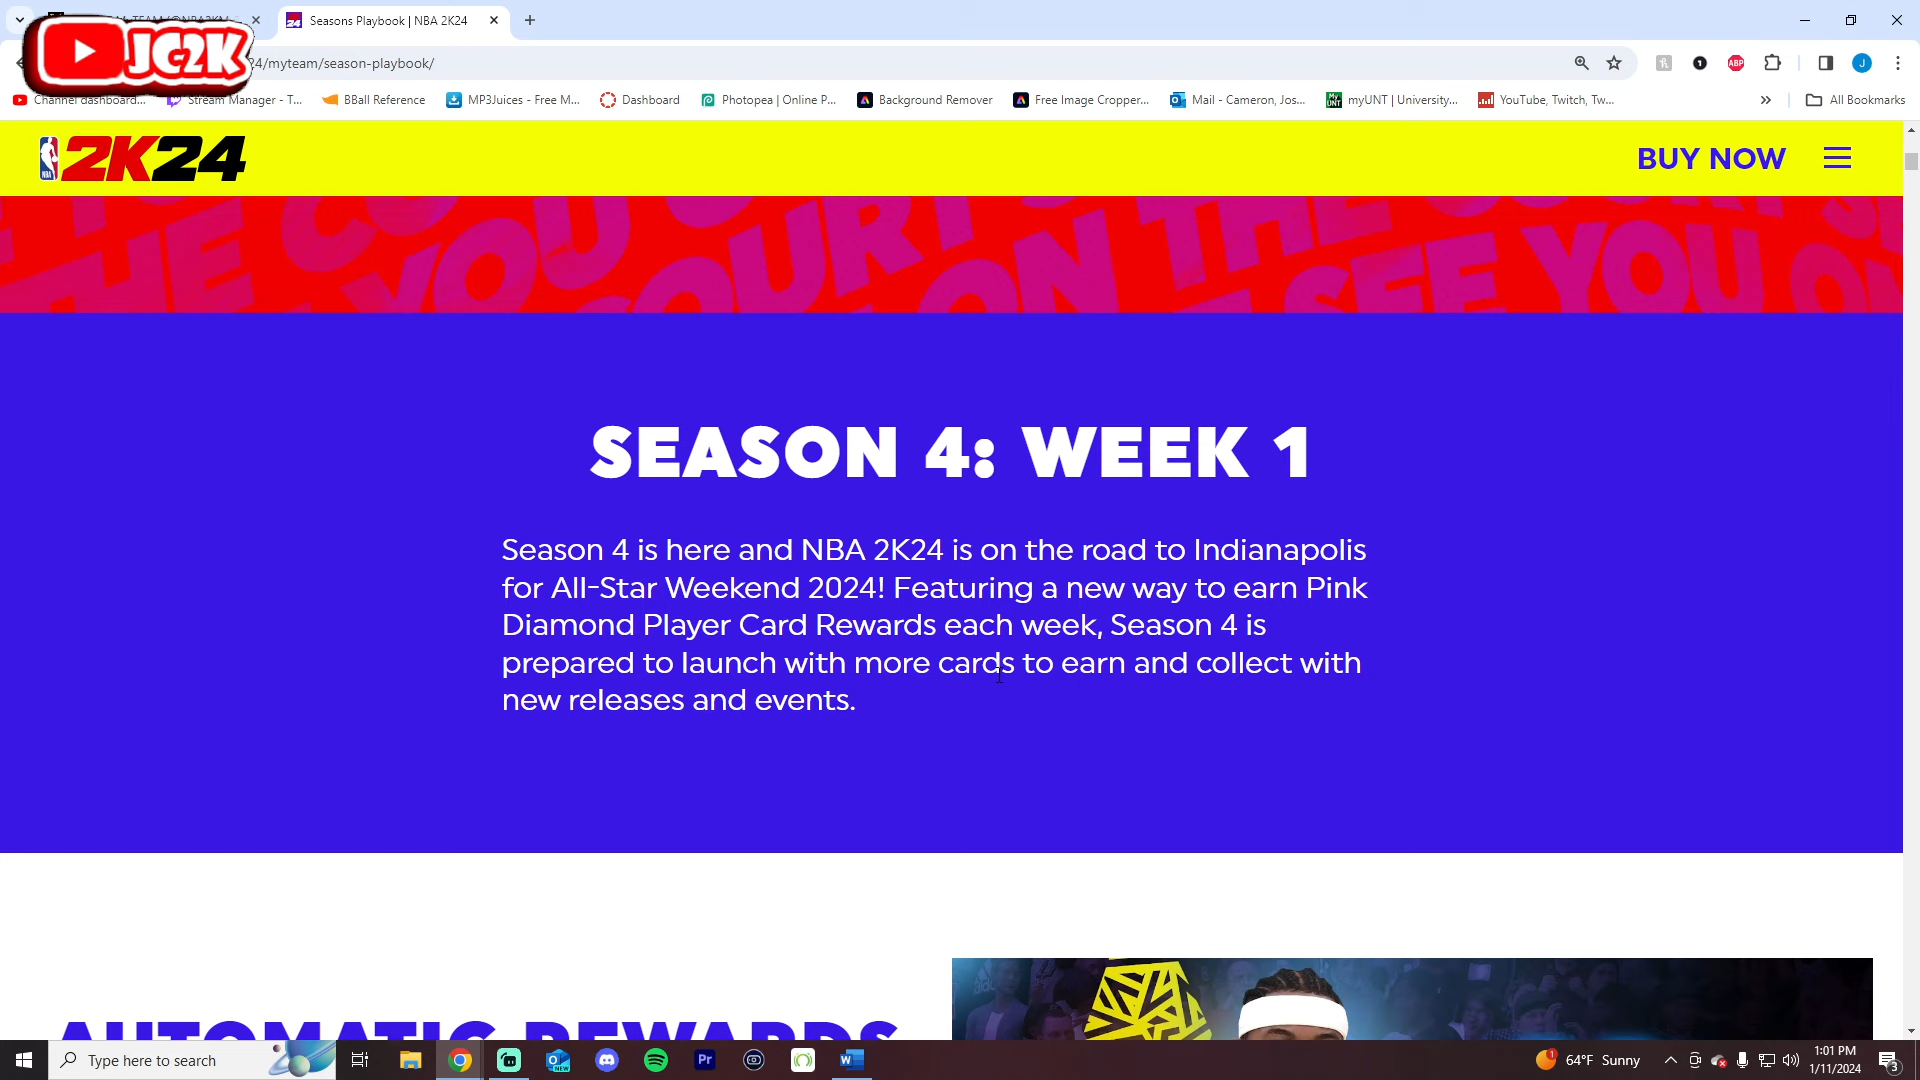 Seasons Playbook | NBA 2K24
JC2K
24/myteam/season-playbook/
ABP
J
Channel dashboard...
Stream Manager - T...
BBall Reference
MP3Juices - Free M...
Dashboard
Photopea | Online P...
Background Remover
Free Image Cropper...
Mail - Cameron, Jos...
myUNT | University...
YouTube, Twitch, Tw...
»
All Bookmarks
NBA 2K24
BUY NOW
SEASON 4: WEEK 1
Season 4 is here and NBA 2K24 is on the road to Indianapolis
for All-Star Weekend 2024! Featuring a new way to earn Pink
Diamond Player Card Rewards each week, Season 4 is
prepared to launch with more cards to earn and collect with
new releases and events.
AUTOMATIC REWARDS
Type here to search
Pr
64°F Sunny
1:01 PM
1/11/2024
3